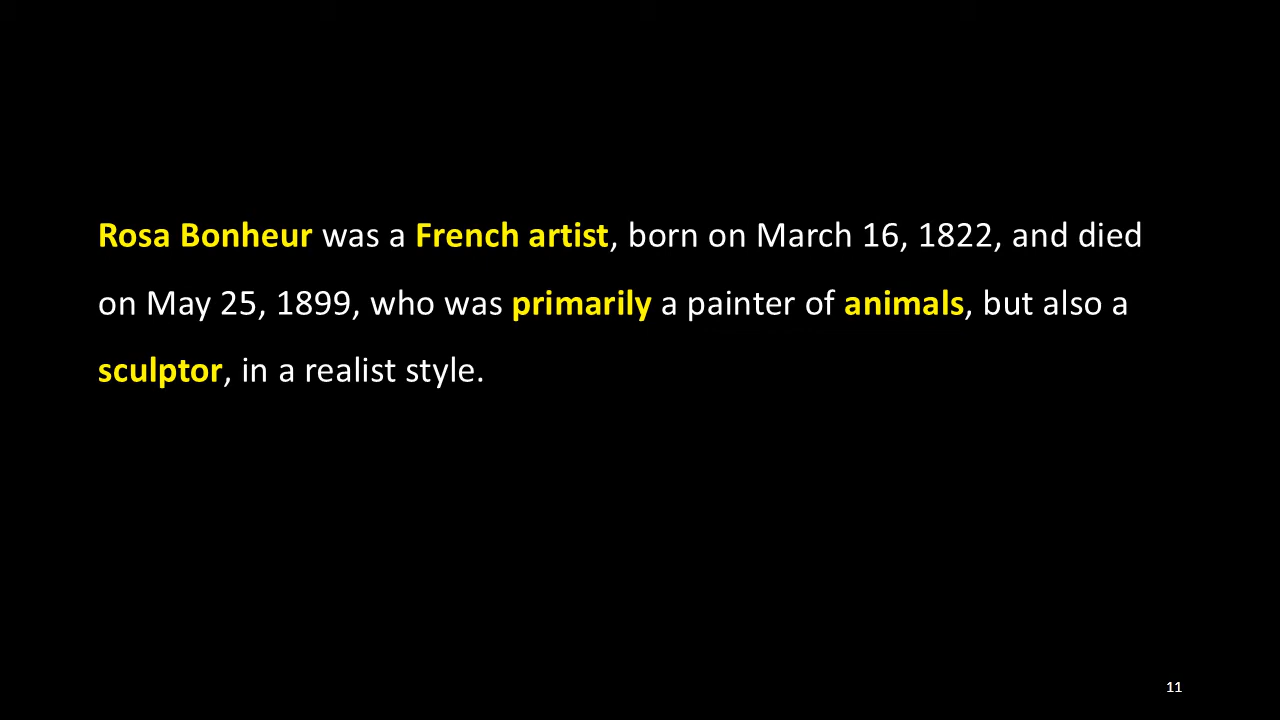 Rosa Bonheur was a French artist, born on March 16, 1822, and died
on May 25, 1899, who was primarily a painter of animals, but also a
sculptor, in a realist style.
11